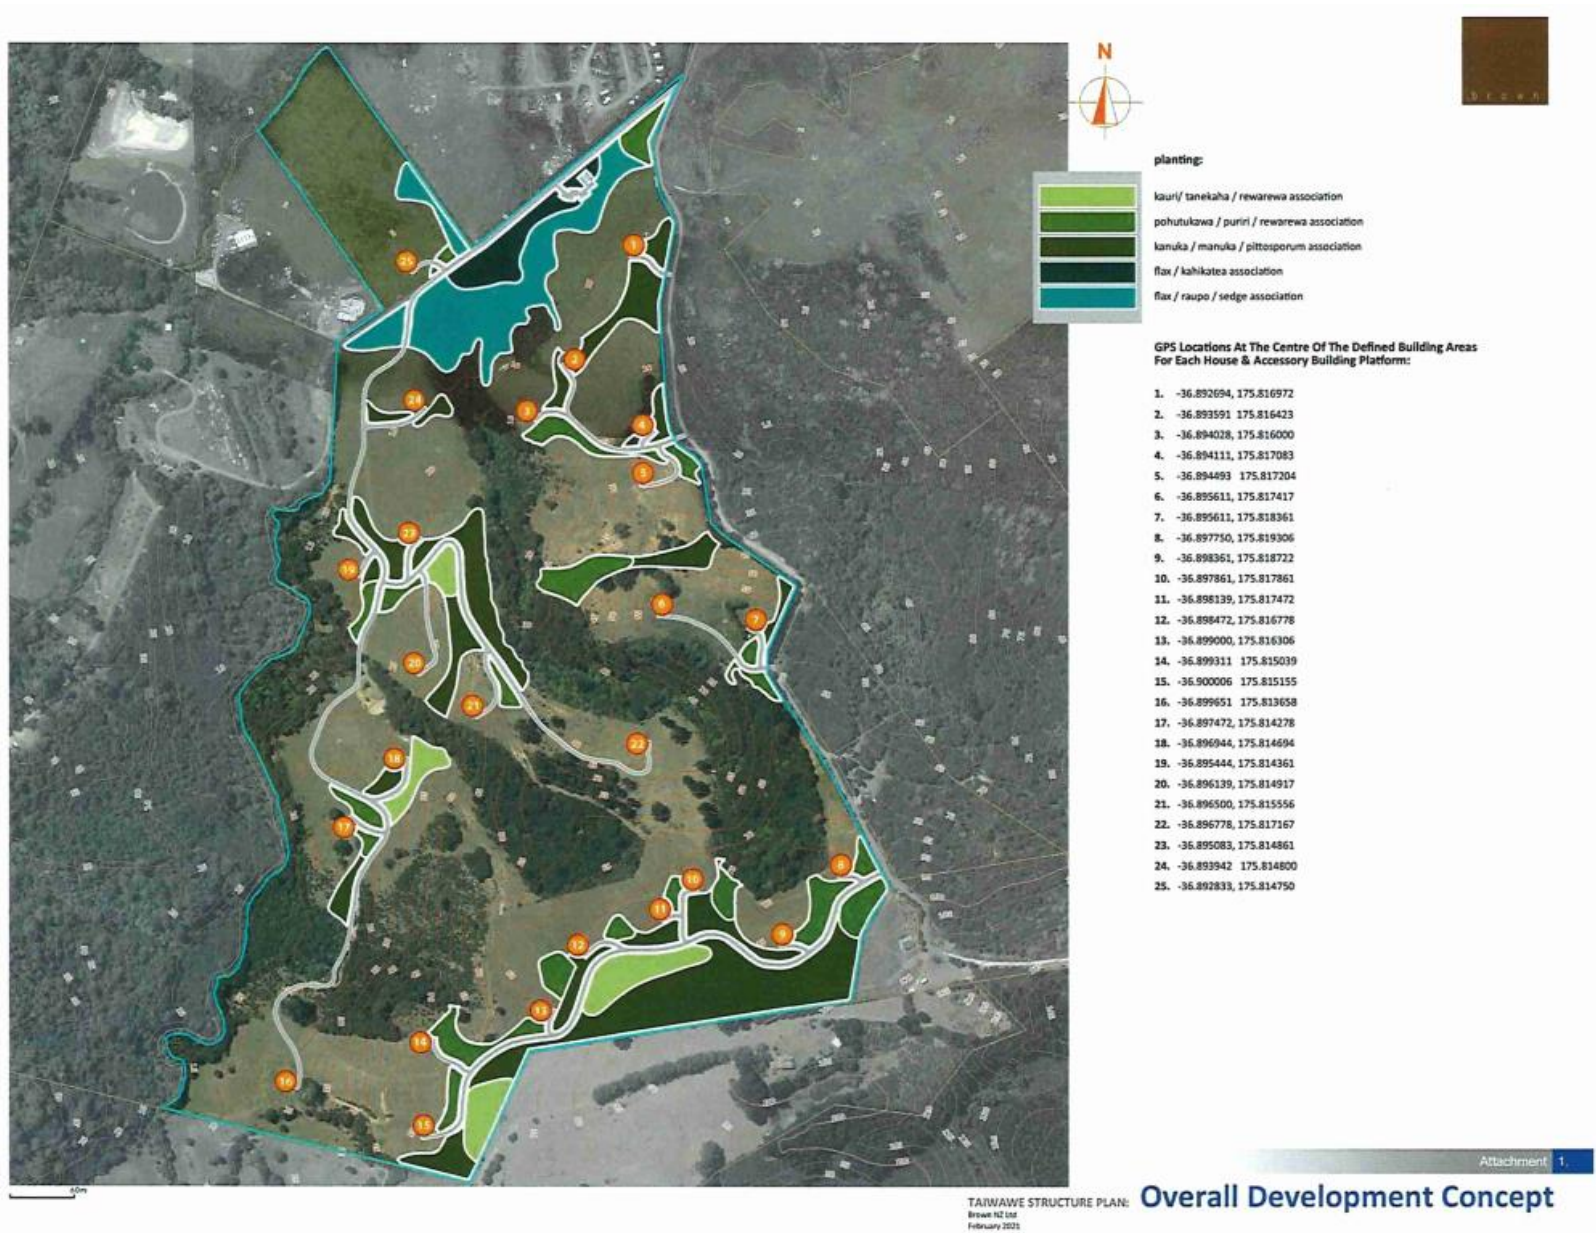 N
brown
planting:
kauri/ tanekaha / rewarewa association
pohutukawa / puriri / rewarewa association
kanuka / manuka / pittosporum association
flax / kahikatea association
flax / raupo / sedge association
GPS Locations At The Centre Of The Defined Building Areas
For Each House & Accessory Building Platform:
1. -36.892694, 175.816972
2. -36.893591 175.816423
3. -36.894028, 175.816000
4. -36.894111, 175.817083
5. -36.894493 175.817204
6. -36.895611, 175.817417
7. -36.895611, 175.818361
8. -36.897750, 175.819306
9. -36.898361, 175.818722
10. -36.897861, 175.817861
11. -36.898139, 175.817472
12. -36.898472, 175.816778
13. -36.899000, 175.816306
14. -36.899311 175.815039
15. -36.900006 175.815155
16. -36.899651 175.813658
17. -36.897472, 175.814278
18. -36.896944, 175.814694
19. -36.895444, 175.814361
20. -36.896139, 175.814917
21. -36.896500, 175.815556
22. -36.896778, 175.817167
23. -36.895083, 175.814861
24. -36.893942 175.814800
25. -36.892833, 175.814750
1
25
2
24
3
4
5
23
19
6
7
20
21
22
18
17
8
10
11
9
12
13
14
16
15
60m
Attachment 1.
TAIWAWE STRUCTURE PLAN: Overall Development Concept
Brown NZ Ltd
February 2021